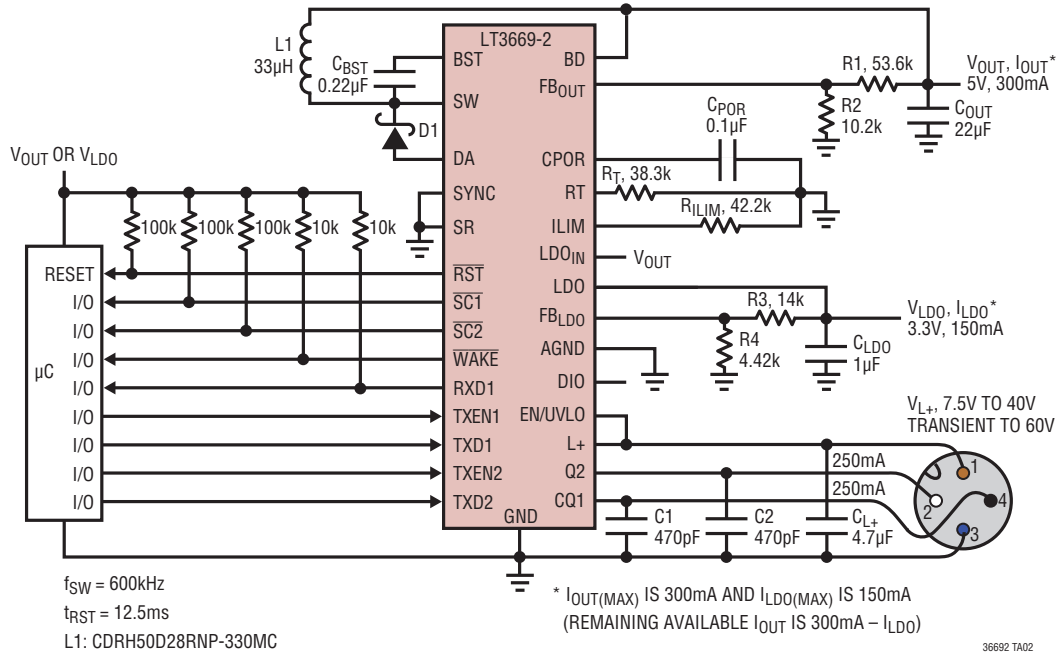 LT3669-2
L1
33µH
CBST
0.22µF
BST
SW
D1
DA
SYNC
SR
RST
SC1
SC2
WAKE
RXD1
TXEN1
TXD1
TXEN2
TXD2
GND
BD
FBOUT
CPOR
RT
ILIM
LDOIN
LDO
FBLDO
AGND
DIO
EN/UVLO
L+
Q2
CQ1
R1, 53.6k
R2
10.2k
VOUT, IOUT*
5V, 300mA
COUT
22µF
CPOR
0.1µF
RT, 38.3k
RILIM, 42.2k
VOUT
R3, 14k
R4
4.42k
VLDO, ILDO*
3.3V, 150mA
CLDO
1µF
VL+, 7.5V TO 40V
TRANSIENT TO 60V
250mA
250mA
1
2
4
3
C1
470pF
C2
470pF
CL+
4.7µF
VOUT OR VLDO
100k
100k
100k
10k
10k
µC
RESET
I/O
I/O
I/O
I/O
I/O
I/O
I/O
I/O
fSW = 600kHz
tRST = 12.5ms
L1: CDRH50D28RNP-330MC
* IOUT(MAX) IS 300mA AND ILDO(MAX) IS 150mA
(REMAINING AVAILABLE IOUT IS 300mA – ILDO)
36692 TA02